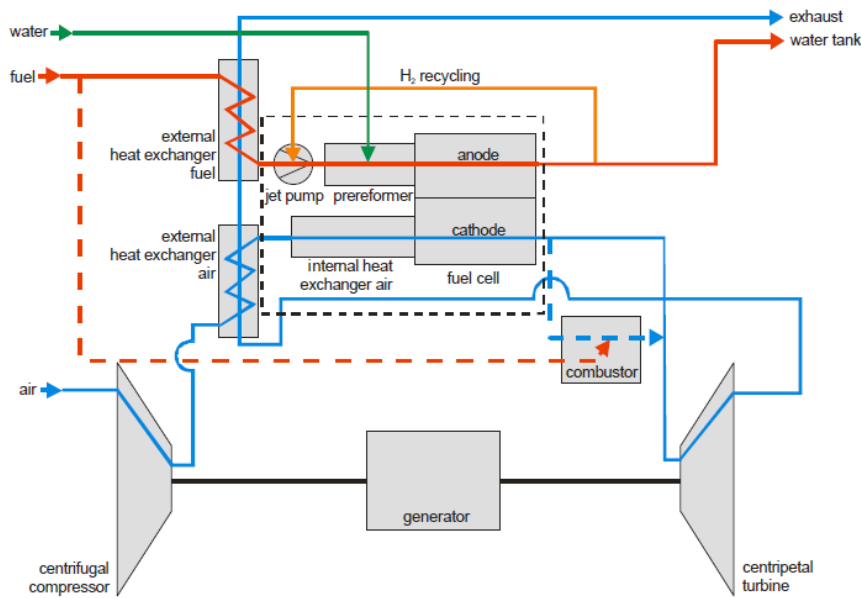 exhaust
water
water tank
fuel
H₂ recycling
external
heat exchanger
fuel
anode
jet pump
prereformer
external
heat exchanger
air
cathode
internal heat
exchanger air
fuel cell
combustor
air
generator
centrifugal
compressor
centripetal
turbine